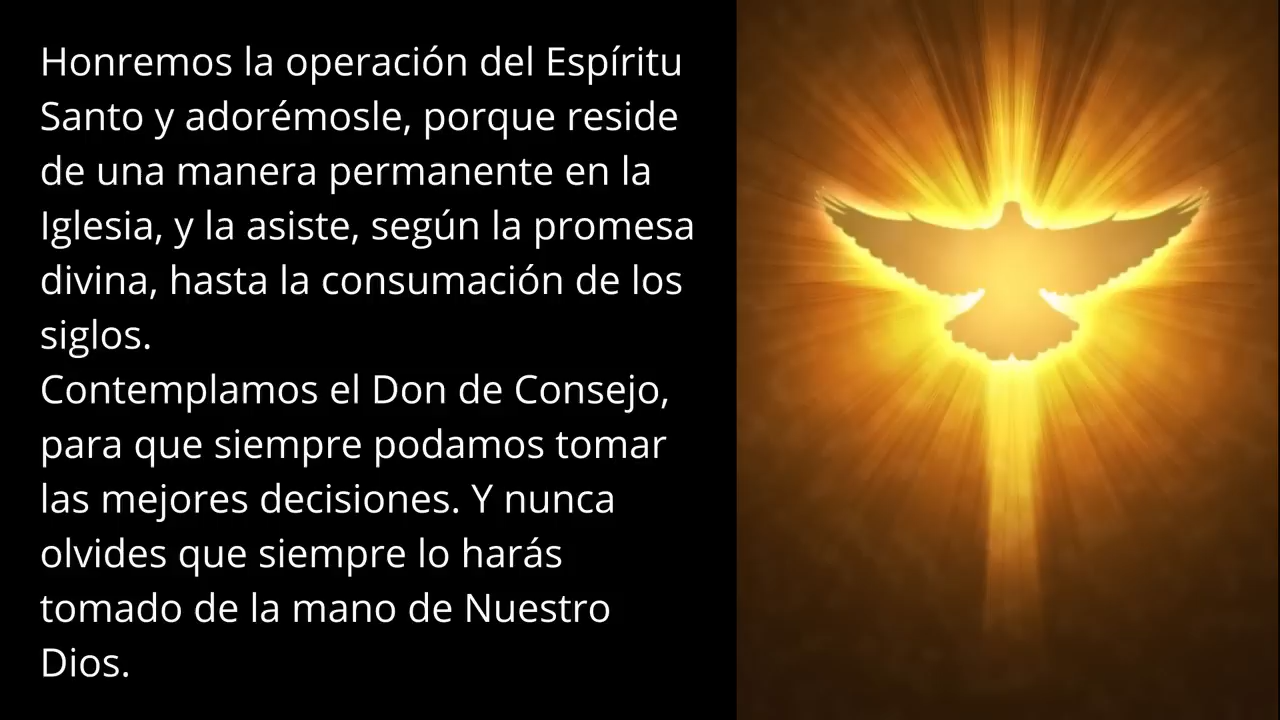 Honremos la operación del Espíritu
Santo y adorémosle, porque reside
de una manera permanente en la
Iglesia, y la asiste, según la promesa
divina, hasta la consumación de los
siglos.
Contemplamos el Don de Consejo,
para que siempre podamos tomar
las mejores decisiones. Y nunca
olvides que siempre lo harás
tomado de la mano de Nuestro
Dios.